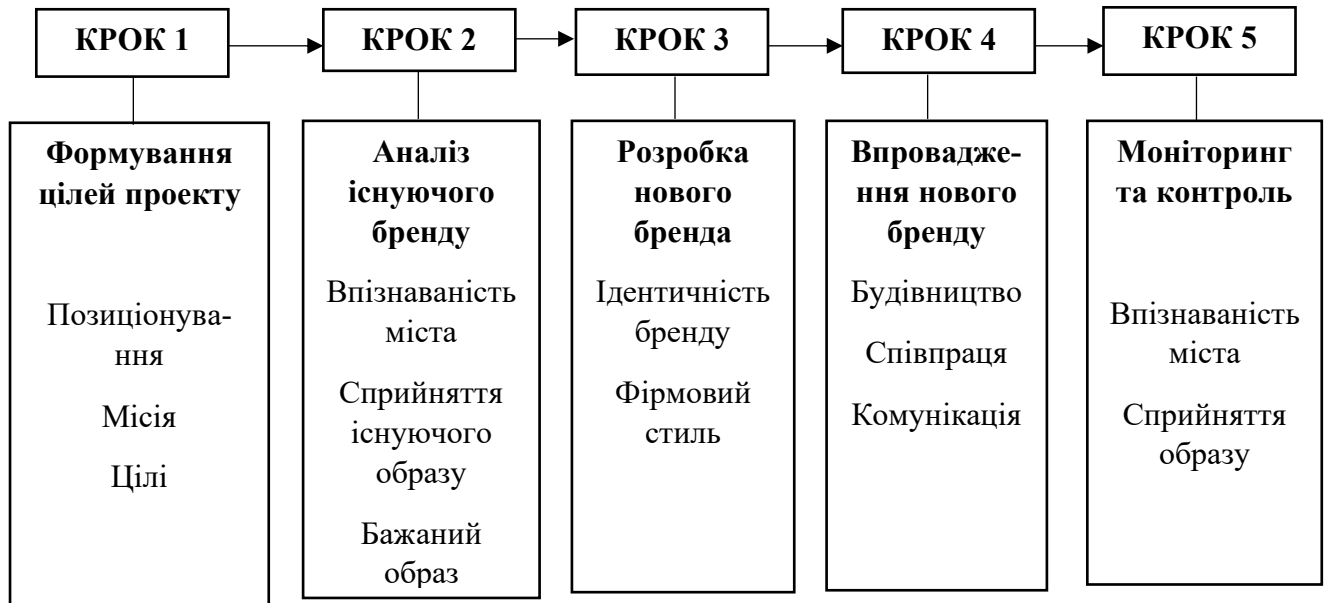 КРОК 1
КРОК 2
КРОК 3
КРОК 4
КРОК 5
Формування
цілей проекту
Позиціонува-
ння
Місія
Цілі
Аналіз
існуючого
бренду
Впізнаваність
міста
Сприйняття
існуючого
образу
Бажаний
образ
Розробка
нового
бренда
Ідентичність
бренду
Фірмовий
стиль
Впровадже-
ння нового
бренду
Будівництво
Співпраця
Комунікація
Моніторинг
та контроль
Впізнаваність
міста
Сприйняття
образу